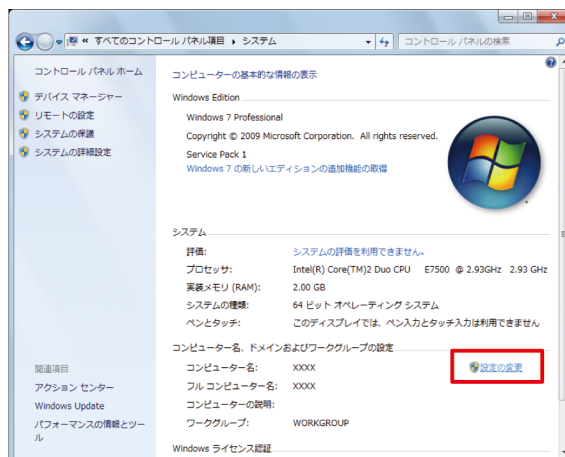 « すべてのコントロール パネル項目 ▸ システム
コントロール パネルの検索
コントロール パネル ホーム
デバイス マネージャー
リモートの設定
システムの保護
システムの詳細設定
コンピューターの基本的な情報の表示
Windows Edition
Windows 7 Professional
Copyright © 2009 Microsoft Corporation. All rights reserved.
Service Pack 1
Windows 7 の新しいエディションの追加機能の取得
システム
評価: システムの評価を利用できません。
プロセッサ: Intel(R) Core(TM)2 Duo CPU E7500 @ 2.93GHz 2.93 GHz
実装メモリ (RAM): 2.00 GB
システムの種類: 64 ビット オペレーティング システム
ペンとタッチ: このディスプレイでは、ペン入力とタッチ入力は利用できません
コンピューター名、ドメインおよびワークグループの設定
コンピューター名: XXXX 設定の変更
フル コンピューター名: XXXX
コンピューターの説明:
ワークグループ: WORKGROUP
Windows ライセンス認証
関連項目
アクション センター
Windows Update
パフォーマンスの情報とツー
ル